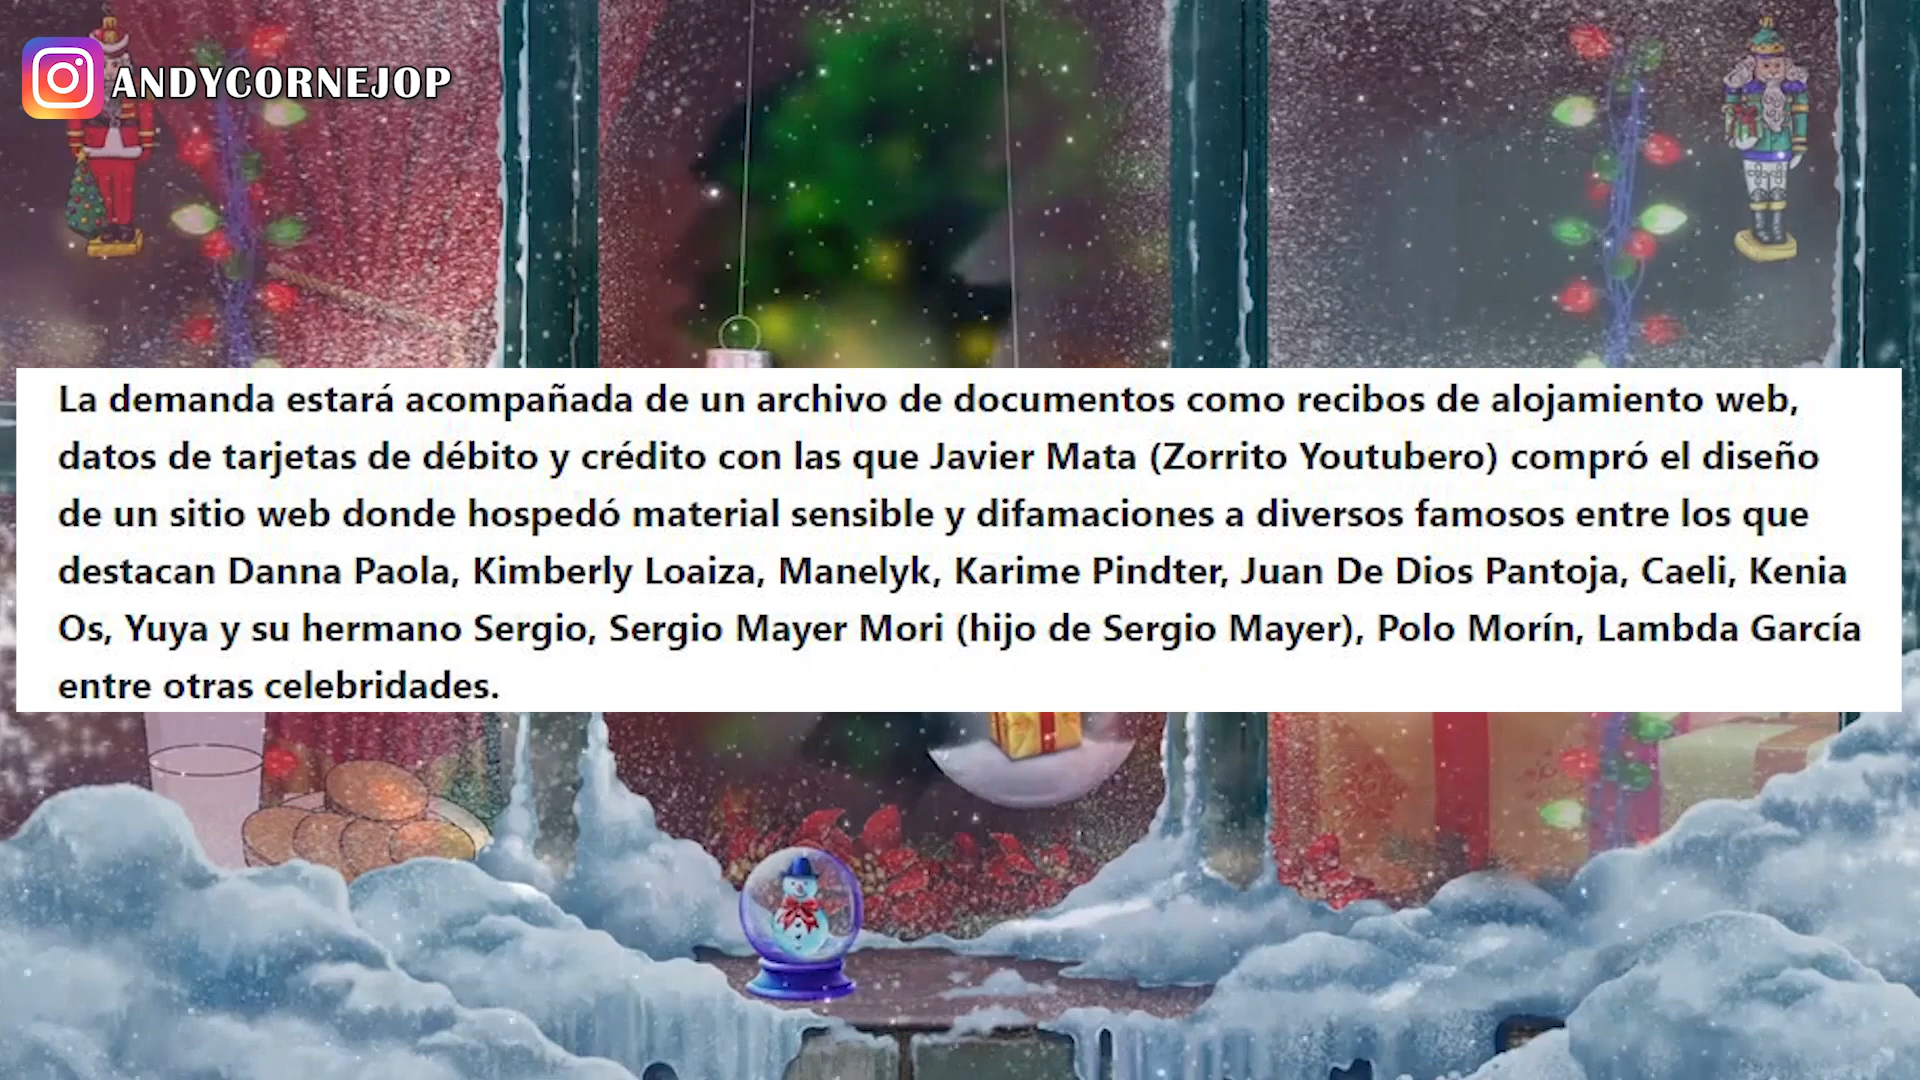 ANDYCORNEJOP
La demanda estará acompañada de un archivo de documentos como recibos de alojamiento web,
datos de tarjetas de débito y crédito con las que Javier Mata (Zorrito Youtubero) compró el diseño
de un sitio web donde hospedó material sensible y difamaciones a diversos famosos entre los que
destacan Danna Paola, Kimberly Loaiza, Manelyk, Karime Pindter, Juan De Dios Pantoja, Caeli, Kenia
Os, Yuya y su hermano Sergio, Sergio Mayer Mori (hijo de Sergio Mayer), Polo Morín, Lambda García
entre otras celebridades.